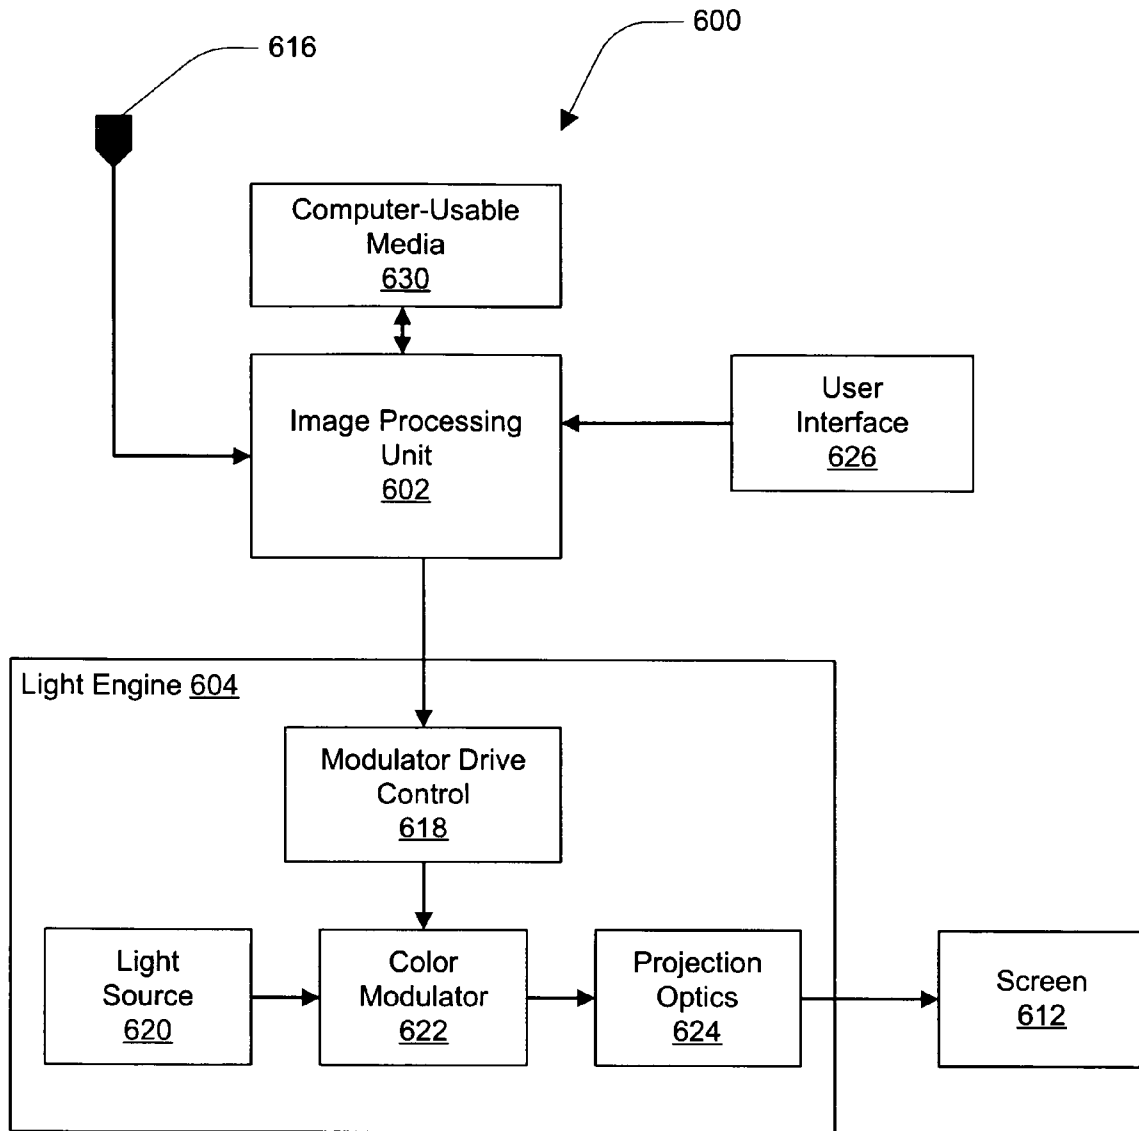 600
616
Computer-Usable
Media
630
Image Processing
Unit
602
User
Interface
626
Light Engine 604
Modulator Drive
Control
618
Light
Source
620
Color
Modulator
622
Projection
Optics
624
Screen
612